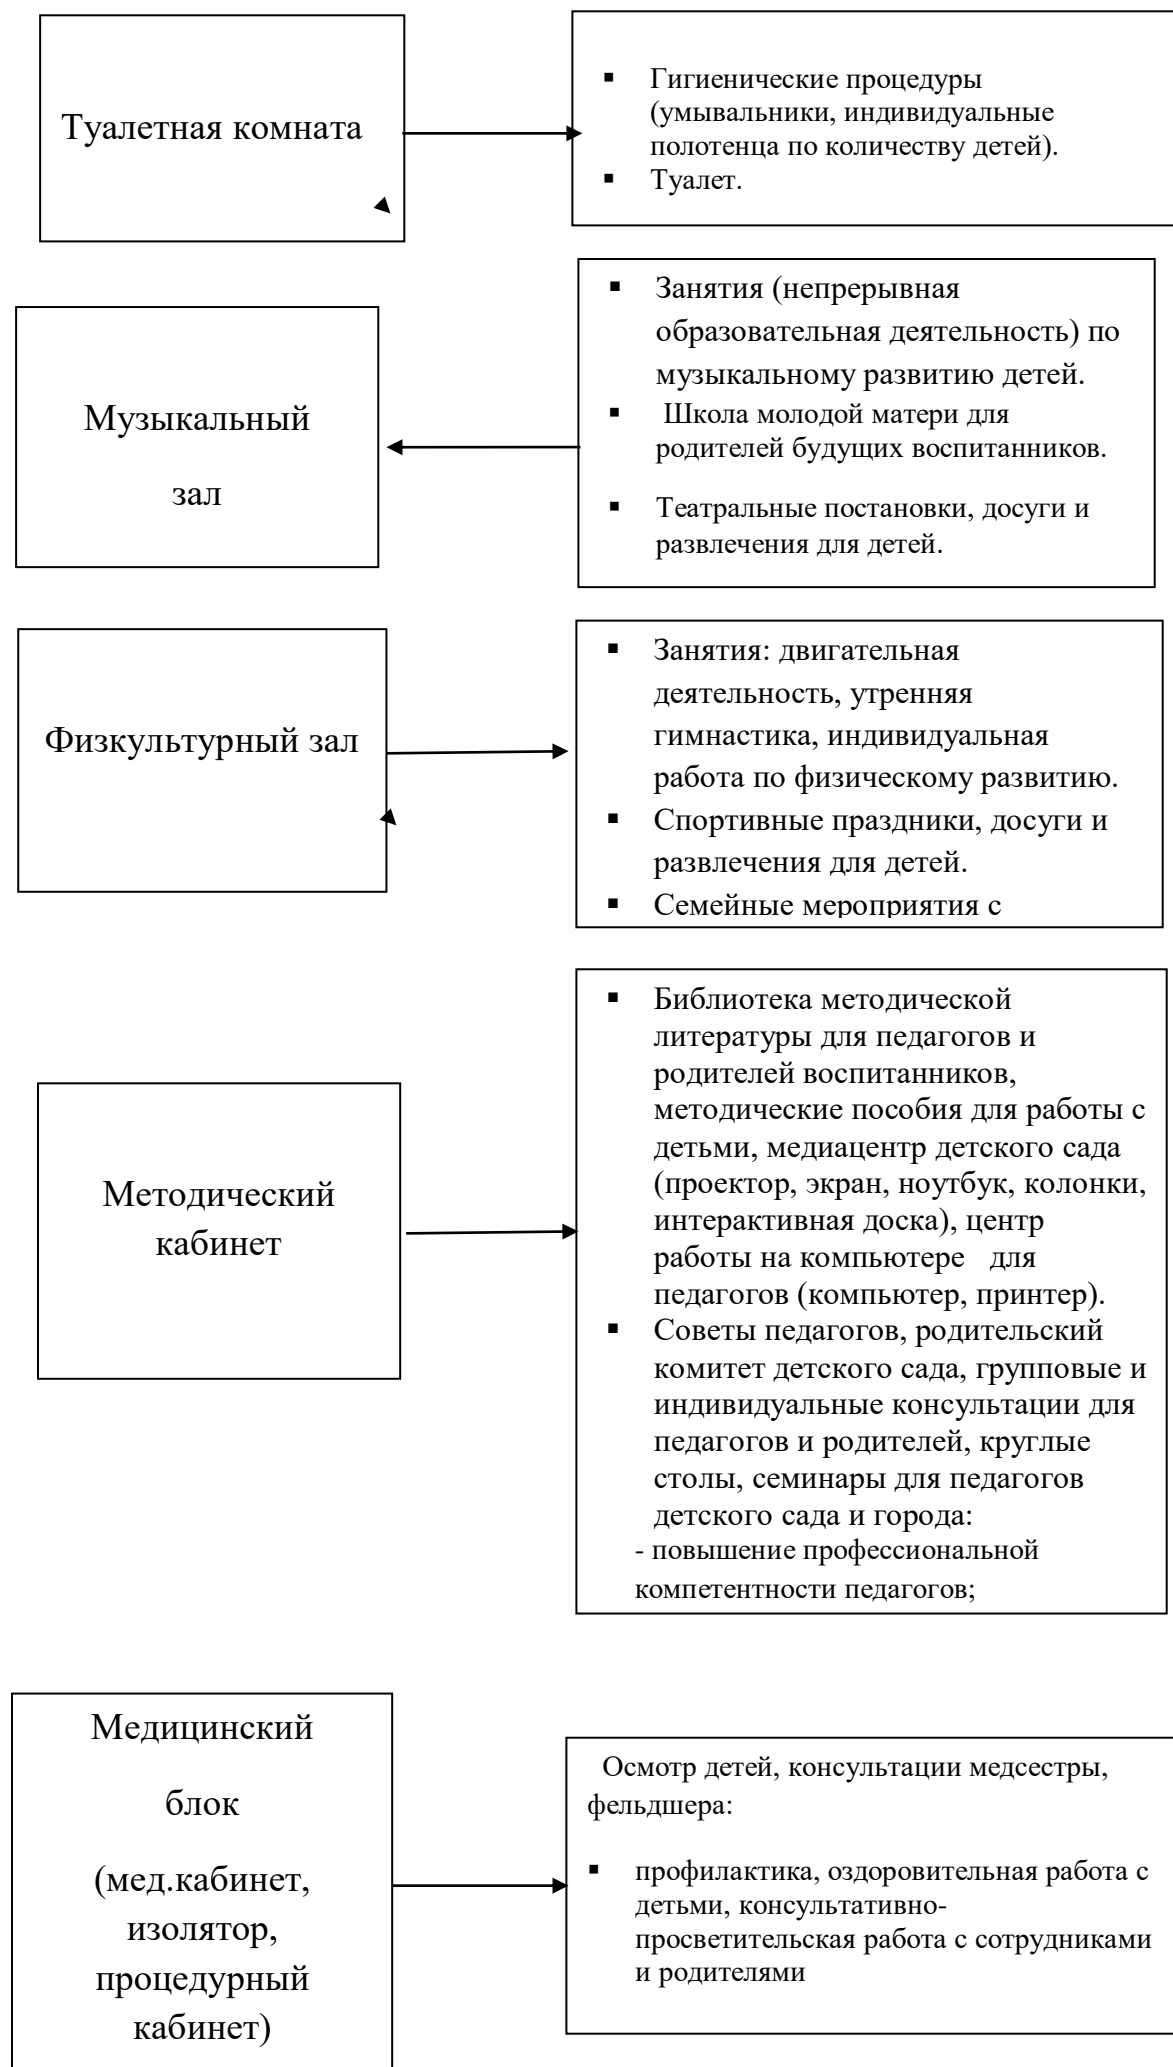 Туалетная комната
▪ Гигиенические процедуры
(умывальники, индивидуальные
полотенца по количеству детей).
▪ Туалет.
Музыкальный
зал
▪ Занятия (непрерывная
образовательная деятельность) по
музыкальному развитию детей.
▪ Школа молодой матери для
родителей будущих воспитанников.
▪ Театральные постановки, досуги и
развлечения для детей.
Физкультурный зал
▪ Занятия: двигательная
деятельность, утренняя
гимнастика, индивидуальная
работа по физическому развитию.
▪ Спортивные праздники, досуги и
развлечения для детей.
▪ Семейные мероприятия с
Методический
кабинет
▪ Библиотека методической
литературы для педагогов и
родителей воспитанников,
методические пособия для работы с
детьми, медиацентр детского сада
(проектор, экран, ноутбук, колонки,
интерактивная доска), центр
работы на компьютере для
педагогов (компьютер, принтер).
▪ Советы педагогов, родительский
комитет детского сада, групповые и
индивидуальные консультации для
педагогов и родителей, круглые
столы, семинары для педагогов
детского сада и города:
- повышение профессиональной
компетентности педагогов;
Медицинский
блок
(мед.кабинет,
изолятор,
процедурный
кабинет)
Осмотр детей, консультации медсестры,
фельдшера:
▪ профилактика, оздоровительная работа с
детьми, консультативно-
просветительская работа с сотрудниками
и родителями